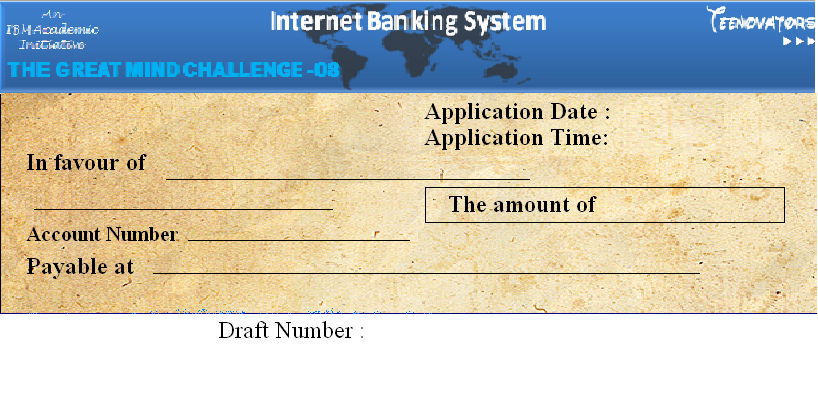 An
IBM Academic
Initiative
Internet Banking System
TEENOVATORS
THE GREAT MIND CHALLENGE -08
Application Date :
Application Time:
In favour of
The amount of
Account Number
Payable at
Draft Number :